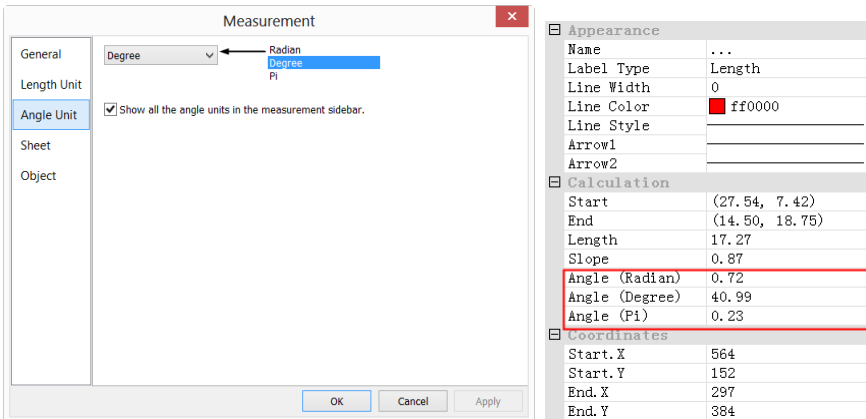 Measurement
General
Length Unit
Angle Unit
Sheet
Object
Degree
Radian
Degree
Pi
Show all the angle units in the measurement sidebar.
OK Cancel Apply
Appearance
Name ...
Label Type Length
Line Width 0
Line Color ff0000
Line Style
Arrow1
Arrow2
Calculation
Start (27.54, 7.42)
End (14.50, 18.75)
Length 17.27
Slope 0.87
Angle (Radian) 0.72
Angle (Degree) 40.99
Angle (Pi) 0.23
Coordinates
Start.X 564
Start.Y 152
End.X 297
End.Y 384